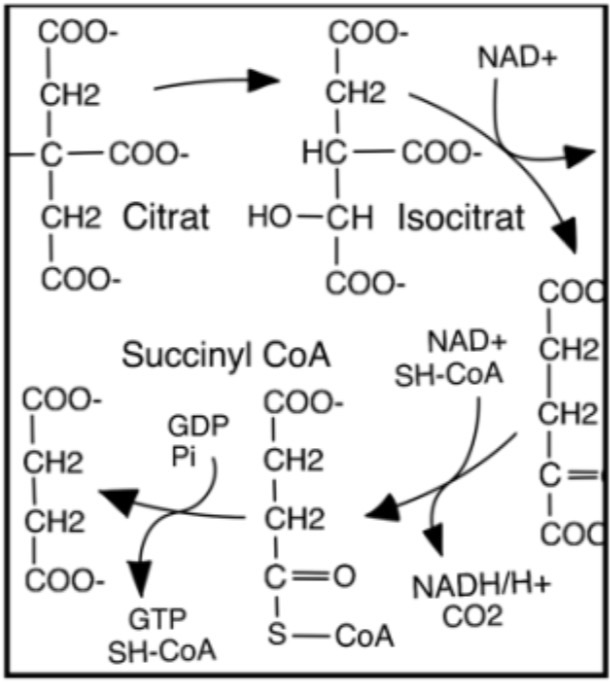 COO-
CH2
C
COO-
CH2
Citrat
COO-
COO-
CH2
HC
COO-
HO
CH
Isocitrat
COO-
NAD+
COO
CH2
CH2
C
COO
NAD+
SH-CoA
NADH/H+
CO2
Succinyl CoA
COO-
CH2
CH2
C
O
S
CoA
GDP
Pi
GTP
SH-CoA
COO-
CH2
CH2
COO-